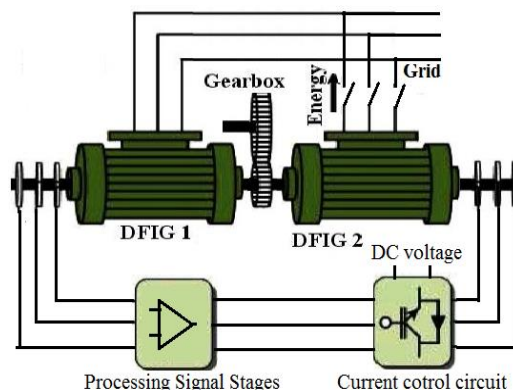 Grid
Gearbox
Energy
DFIG 1
DFIG 2
DC voltage
Processing Signal Stages
Current cotrol circuit